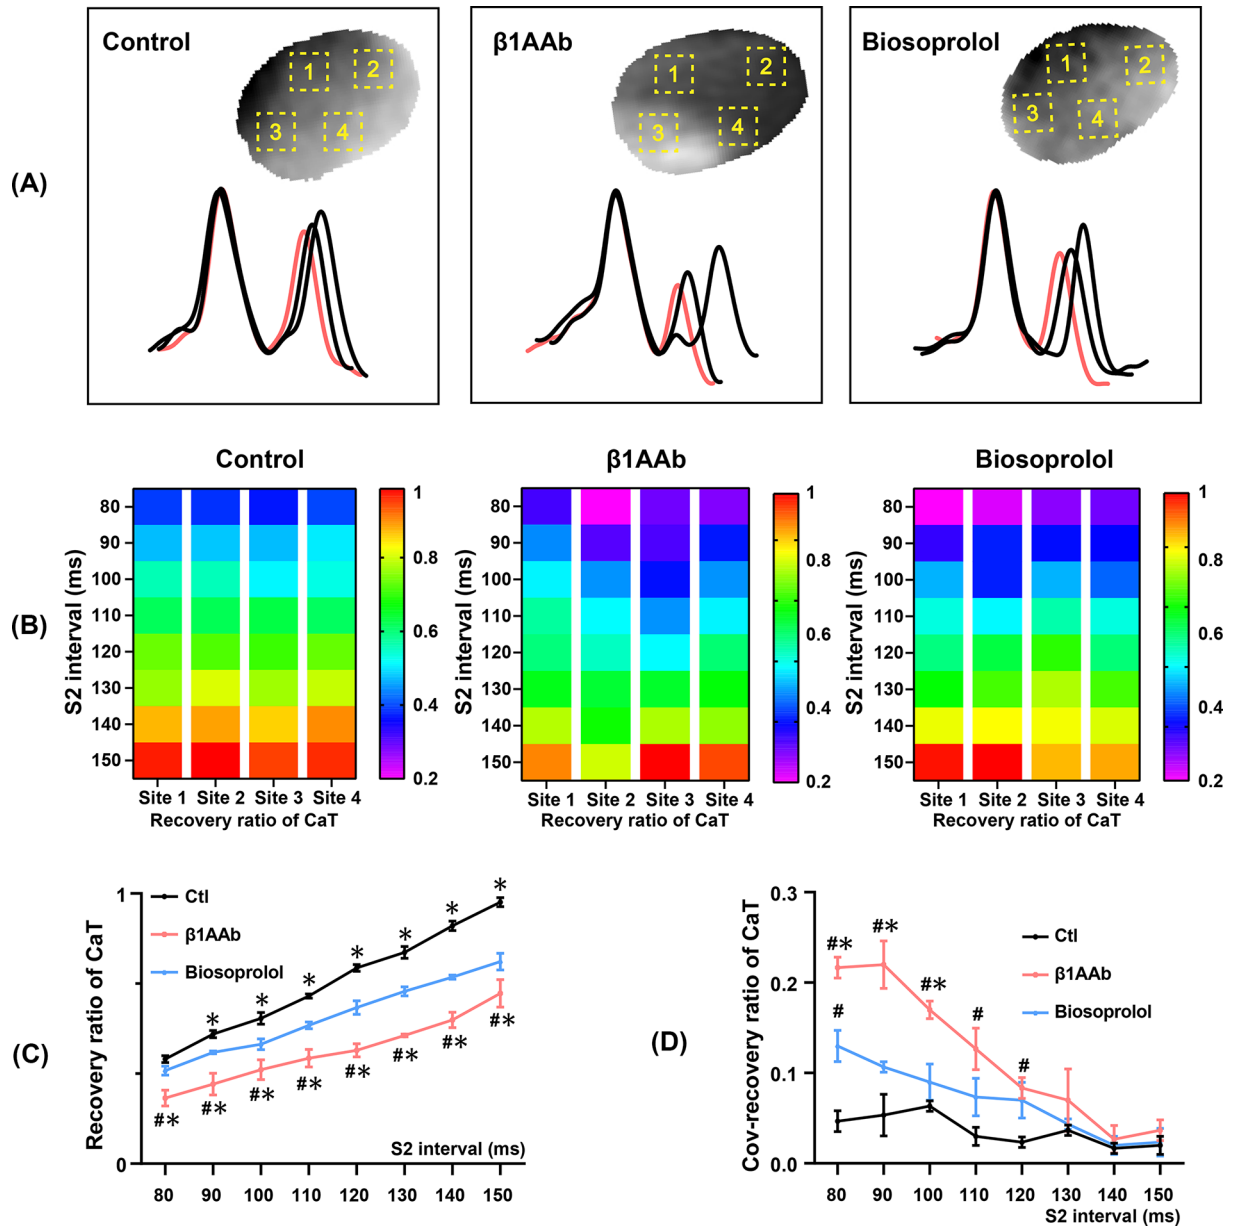 (A)
Control
1
2
3
4
β1AAb
1
2
3
4
Biosoprolol
1
2
3
4
(B)
Control
S2 interval (ms)
80
90
100
110
120
130
140
150
1
0.8
0.6
0.4
0.2
Site 1 Site 2 Site 3 Site 4
Recovery ratio of CaT
β1AAb
S2 interval (ms)
80
90
100
110
120
130
140
150
1
0.8
0.6
0.4
0.2
Site 1 Site 2 Site 3 Site 4
Recovery ratio of CaT
Biosoprolol
S2 interval (ms)
80
90
100
110
120
130
140
150
1
0.8
0.6
0.4
0.2
Site 1 Site 2 Site 3 Site 4
Recovery ratio of CaT
(C)
Recovery ratio of CaT
1
0
Ctl
β1AAb
Biosoprolol
* * * * * * *
#* #* #* #* #* #* #* #*
S2 interval (ms)
80 90 100 110 120 130 140 150
(D)
Cov-recovery ratio of CaT
0.3
0.2
0.1
0.0
Ctl
β1AAb
Biosoprolol
#* #* #* # #
#
80 90 100 110 120 130 140 150
S2 interval (ms)